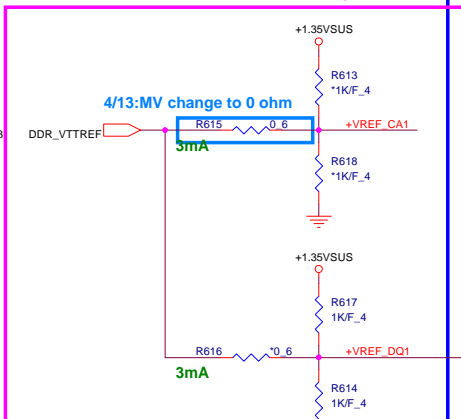 +1.35VSUS
R613
*1K/F_4
4/13:MV change to 0 ohm
DDR_VTTREF
R615
0_6
+VREF_CA1
3mA
R618
*1K/F_4
+1.35VSUS
R617
1K/F_4
R616
*0_6
+VREF_DQ1
3mA
R614
1K/F_4